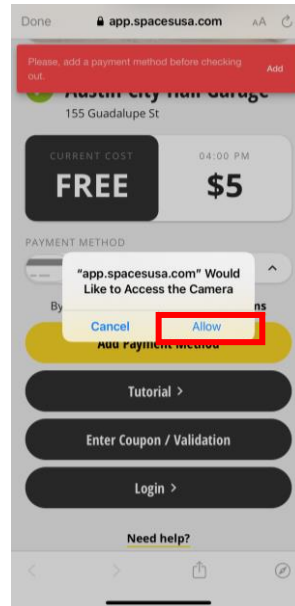 Done
app.spacesusa.com
AA
Please, add a payment method before checking
out.
Add
Austin City Hall Garage
155 Guadalupe St
CURRENT COST
FREE
04:00 PM
$5
PAYMENT METHOD
"app.spacesusa.com" Would
Like to Access the Camera
By
ns
Cancel
Allow
Add Payment Method
Tutorial >
Enter Coupon / Validation
Login >
Need help?